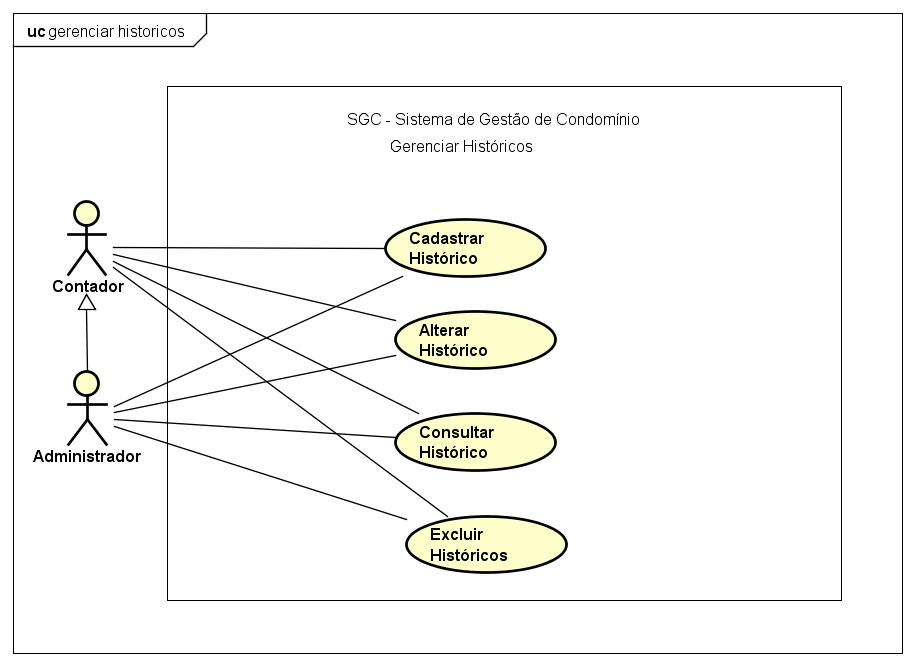 uc gerenciar historicos
SGC - Sistema de Gestão de Condomínio
Gerenciar Históricos
Cadastrar
Histórico
Contador
Alterar
Histórico
Consultar
Histórico
Administrador
Excluir
Históricos